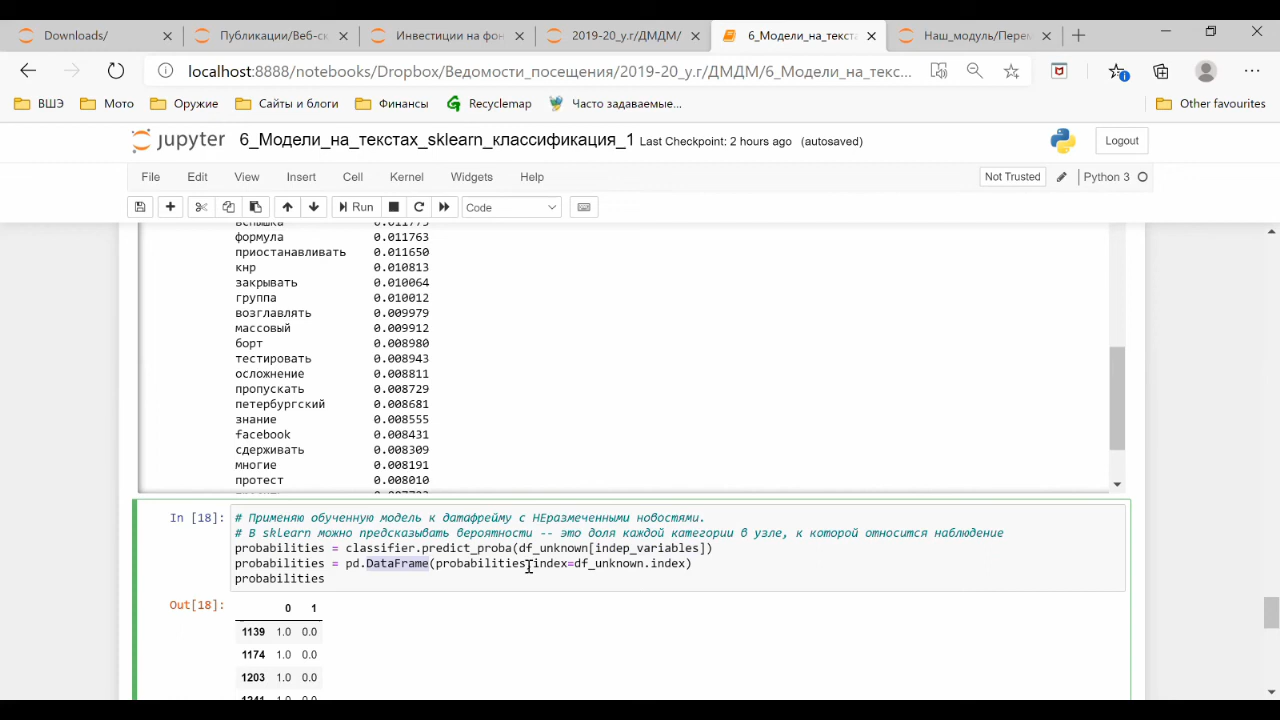 Downloads/ Публикации/Веб-ск Инвестиции на фон 2019-20_у.г/ДМДМ/ 6_Модели_на_текста Наш_модуль/Перем
localhost:8888/notebooks/Dropbox/Ведомости_посещения/2019-20_у.г/ДМДМ/6_Модели_на_текс...
ВШЭ Мото Оружие Сайты и блоги Финансы Recyclemap Часто задаваемые... Other favourites
jupyter 6_Модели_на_текстах_sklearn_классификация_1 Last Checkpoint: 2 hours ago (autosaved) Logout
File Edit View Insert Cell Kernel Widgets Help Not Trusted Python 3
Run Code
формула 0.011763
приостанавливать 0.011650
кнр 0.010813
закрывать 0.010064
группа 0.010012
возглавлять 0.009979
массовый 0.009912
борт 0.008980
тестировать 0.008943
осложнение 0.008811
пропускать 0.008729
петербургский 0.008681
знание 0.008555
facebook 0.008431
сдерживать 0.008309
многие 0.008191
протест 0.008010
In [18]: # Применяю обученную модель к датафрейму с НЕразмеченными новостями.
# В skLearn можно предсказывать вероятности -- это доля каждой категории в узле, к которой относится наблюдение
probabilities = classifier.predict_proba(df_unknown[indep_variables])
probabilities = pd.DataFrame(probabilities index=df_unknown.index)
probabilities
Out[18]:
0 1
1139 1.0 0.0
1174 1.0 0.0
1203 1.0 0.0